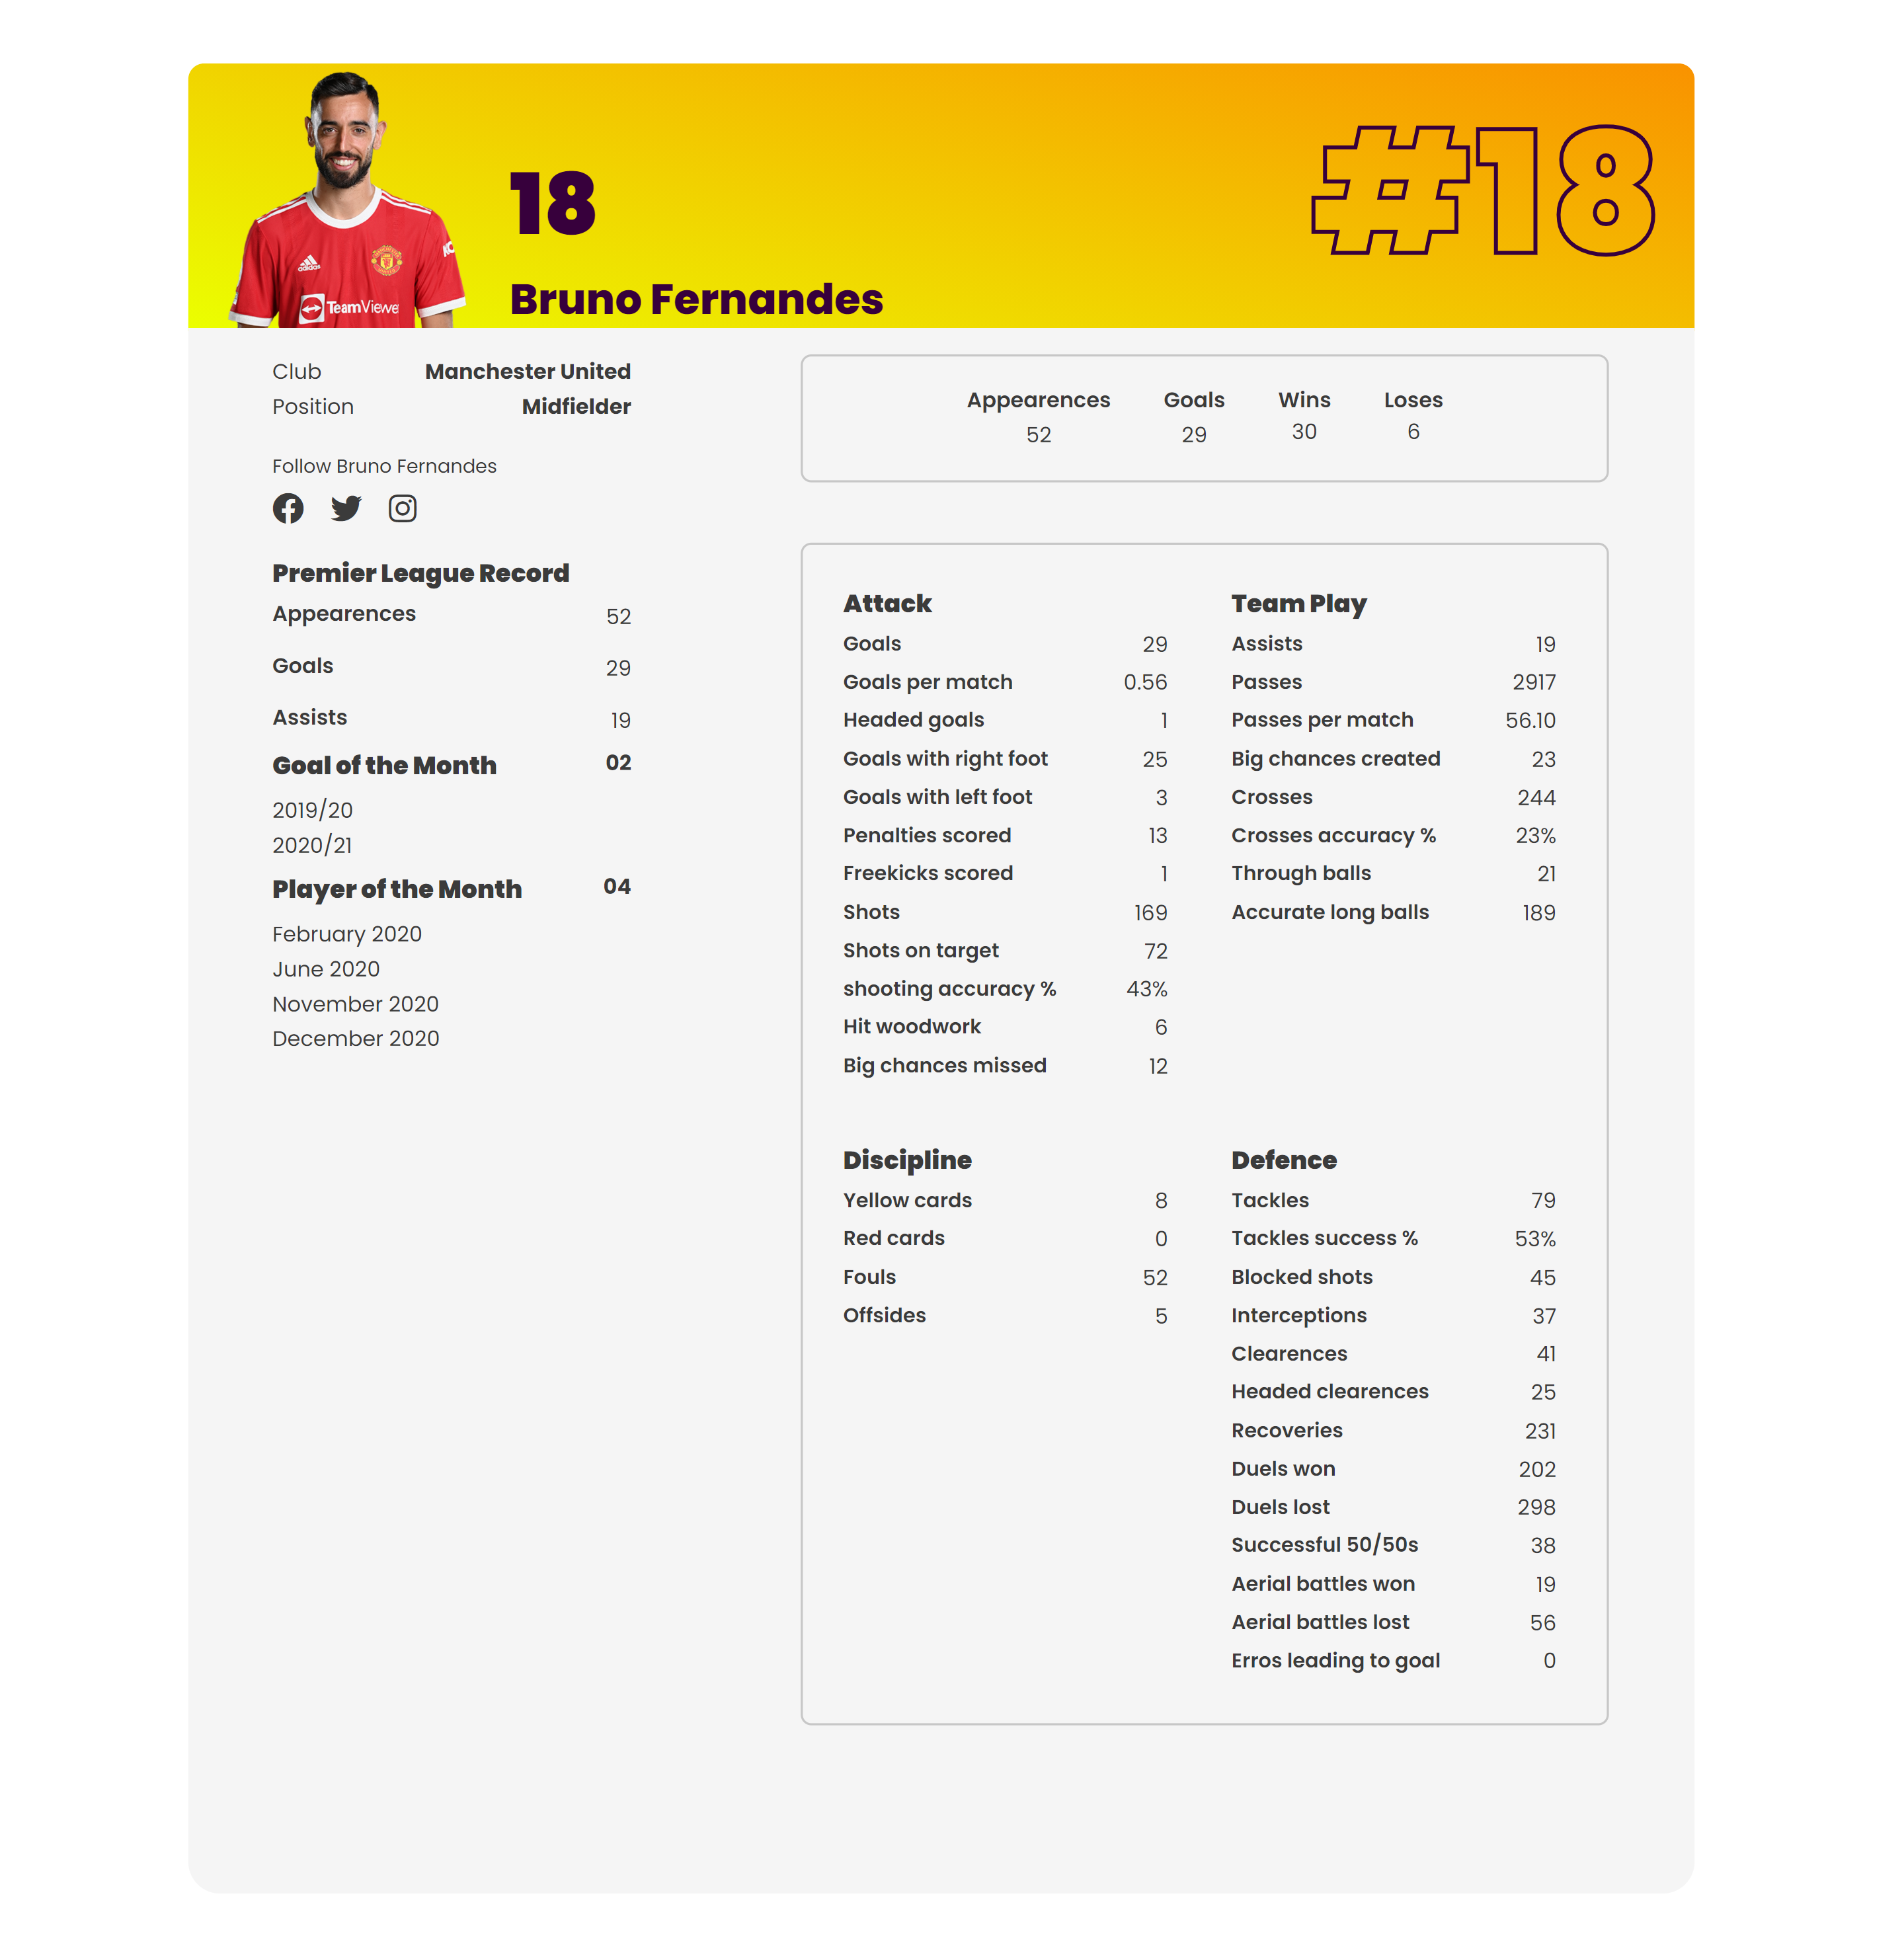 18
#18
Bruno Fernandes
adidas
TeamViewer
Club Manchester United
Position Midfielder
Follow Bruno Fernandes
Premier League Record
Appearences 52
Goals 29
Assists 19
Goal of the Month 02
2019/20
2020/21
Player of the Month 04
February 2020
June 2020
November 2020
December 2020
Appearences Goals Wins Loses
52 29 30 6
Attack
Goals 29
Goals per match 0.56
Headed goals 1
Goals with right foot 25
Goals with left foot 3
Penalties scored 13
Freekicks scored 1
Shots 169
Shots on target 72
shooting accuracy % 43%
Hit woodwork 6
Big chances missed 12
Team Play
Assists 19
Passes 2917
Passes per match 56.10
Big chances created 23
Crosses 244
Crosses accuracy % 23%
Through balls 21
Accurate long balls 189
Discipline
Yellow cards 8
Red cards 0
Fouls 52
Offsides 5
Defence
Tackles 79
Tackles success % 53%
Blocked shots 45
Interceptions 37
Clearences 41
Headed clearences 25
Recoveries 231
Duels won 202
Duels lost 298
Successful 50/50s 38
Aerial battles won 19
Aerial battles lost 56
Erros leading to goal 0